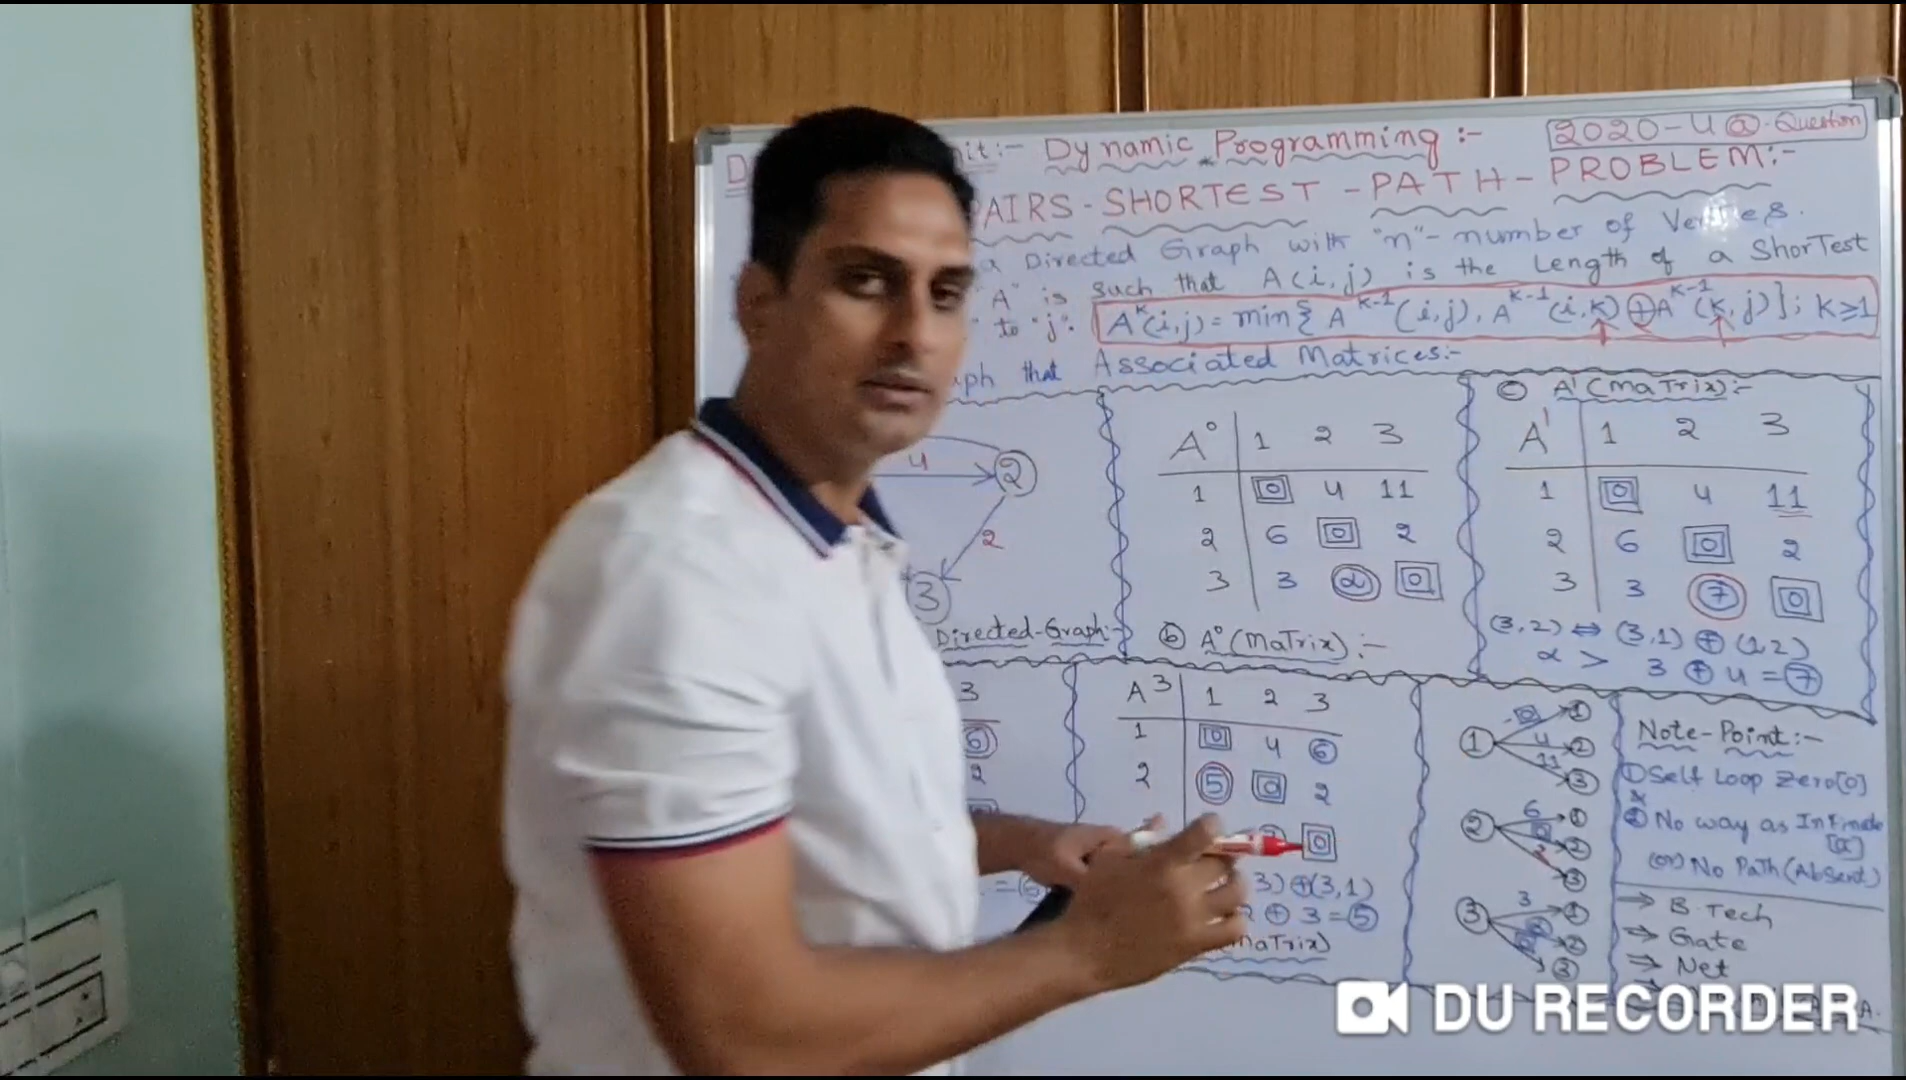 Dynamic Programming :-
2020-4 ⓐ.Question
PAIRS - SHORTEST - PATH - PROBLEM:-
a Directed Graph with "n"- number of
"A" is such that A(i,j) is the Length of a ShorTest
to "j".
A^k(i,j) = min { A^k-1(i,j), A^k-1(i,k) ⊕ A^k-1(k,j) }; k≥1
that Associated Matrices:-
4
2
2
3
Directed-Graph:-
A° 1 2 3
1 0 4 11
2 6 0 2
3 3 α 0
ⓑ A°(MaTrix):-
ⓒ A'(MaTrix):-
A' 1 2 3
1 0 4 11
2 6 0 2
3 3 7 0
(3,2) ⇔ (3,1) ⊕ (1,2)
α > 3 ⊕ 4 = 7
3
6
2
A³ 1 2 3
1 0 4 6
2 5 0 2
0
3) ⊕ (3,1)
2 ⊕ 3 = 5
MaTrix)
1 0 1
4 2
11 3
2 6 1
2
2 3
3 3 1
2
3
Note-Point:-
① Self Loop Zero[0]
② No way as
[α]
(or) No Path (Absent)
→ B.Tech
⇒ Gate
⇒ Net
DU RECORDER